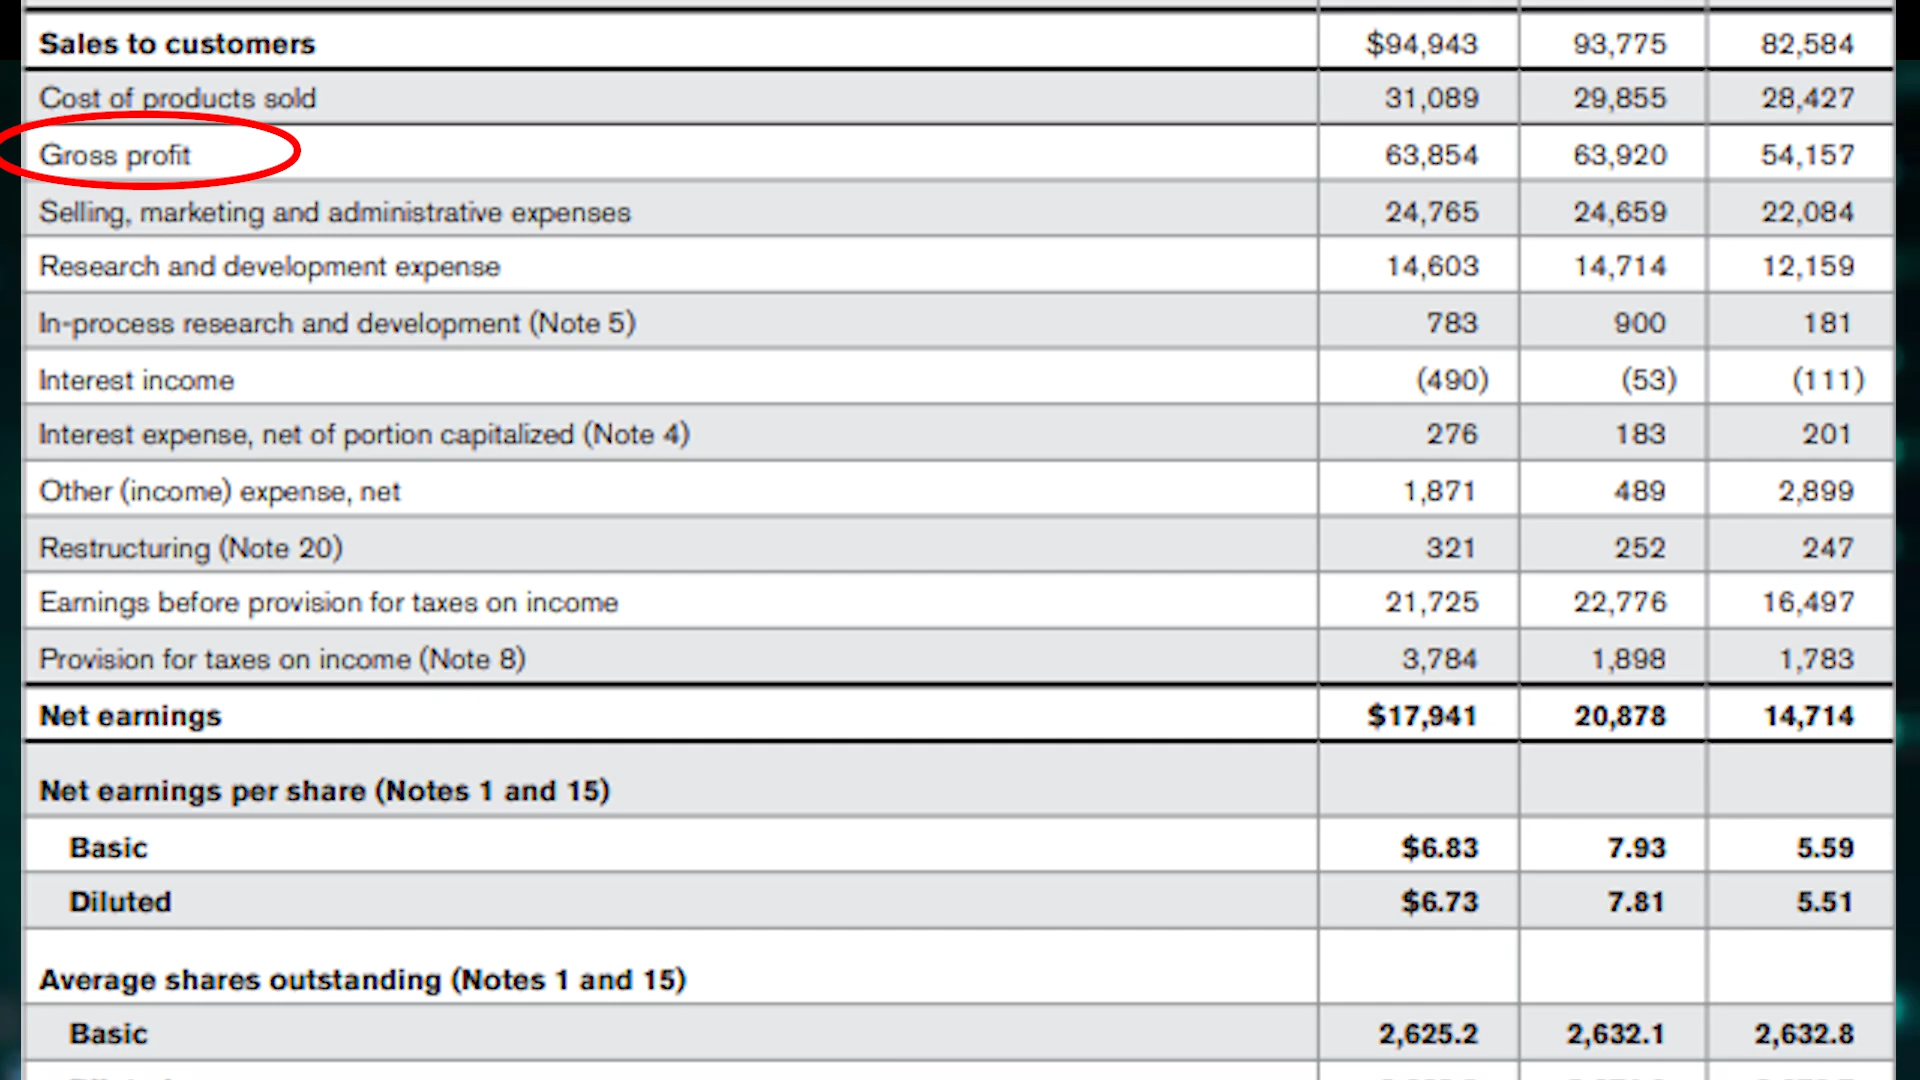 Sales to customers $94,943 93,775 82,584
Cost of products sold 31,089 29,855 28,427
Gross profit 63,854 63,920 54,157
Selling, marketing and administrative expenses 24,765 24,659 22,084
Research and development expense 14,603 14,714 12,159
In-process research and development (Note 5) 783 900 181
Interest income (490) (53) (111)
Interest expense, net of portion capitalized (Note 4) 276 183 201
Other (income) expense, net 1,871 489 2,899
Restructuring (Note 20) 321 252 247
Earnings before provision for taxes on income 21,725 22,776 16,497
Provision for taxes on income (Note 8) 3,784 1,898 1,783
Net earnings $17,941 20,878 14,714
Net earnings per share (Notes 1 and 15)
Basic $6.83 7.93 5.59
Diluted $6.73 7.81 5.51
Average shares outstanding (Notes 1 and 15)
Basic 2,625.2 2,632.1 2,632.8